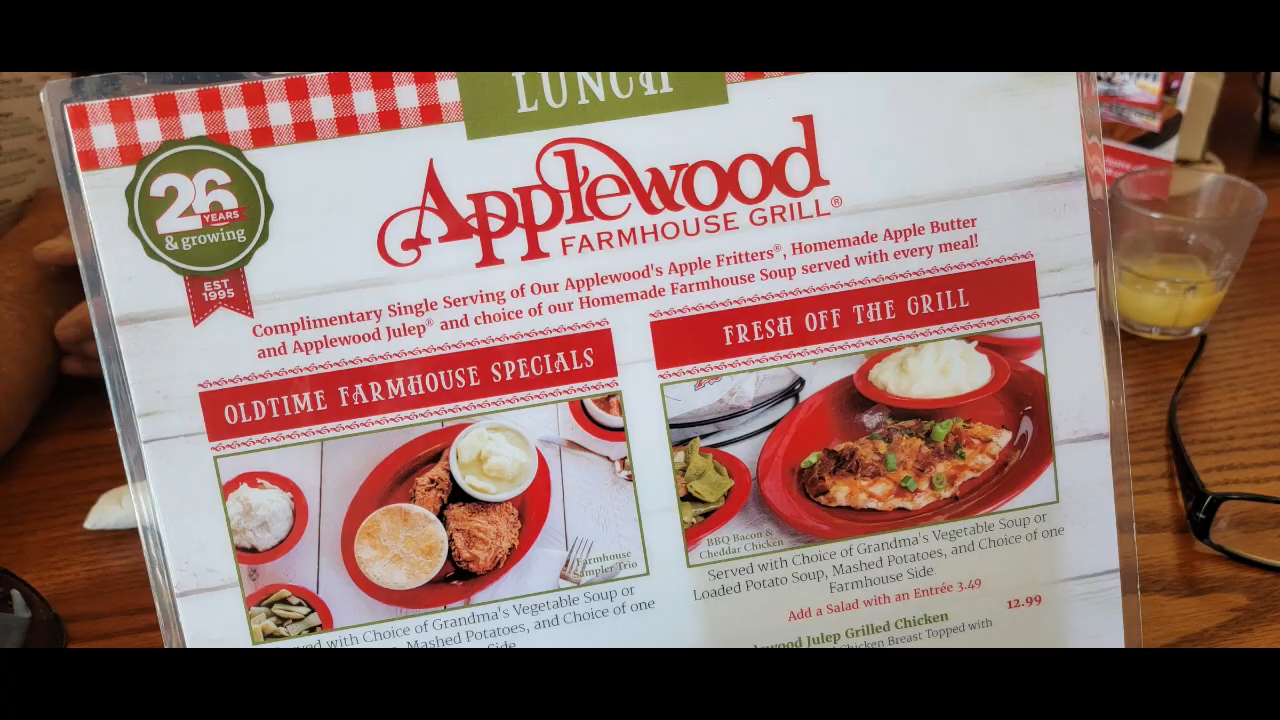 LUNCH
26
YEARS
& growing
EST
1995
Applewood
FARMHOUSE GRILL®
Complimentary Single Serving of Our Applewood's Apple Fritters®, Homemade Apple Butter
and Applewood Julep® and choice of our Homemade Farmhouse Soup served with every meal!
OLDTIME FARMHOUSE SPECIALS
Farmhouse
Sampler Trio
with Choice of Grandma's Vegetable Soup or
Mashed Potatoes, and Choice of one
Side
FRESH OFF THE GRILL
BBQ Bacon &
Cheddar Chicken
Served with Choice of Grandma's Vegetable Soup or
Loaded Potato Soup, Mashed Potatoes, and Choice of one
Farmhouse Side.
Add a Salad with an Entrée 3.49
Julep Grilled Chicken 12.99
Chicken Breast Topped with